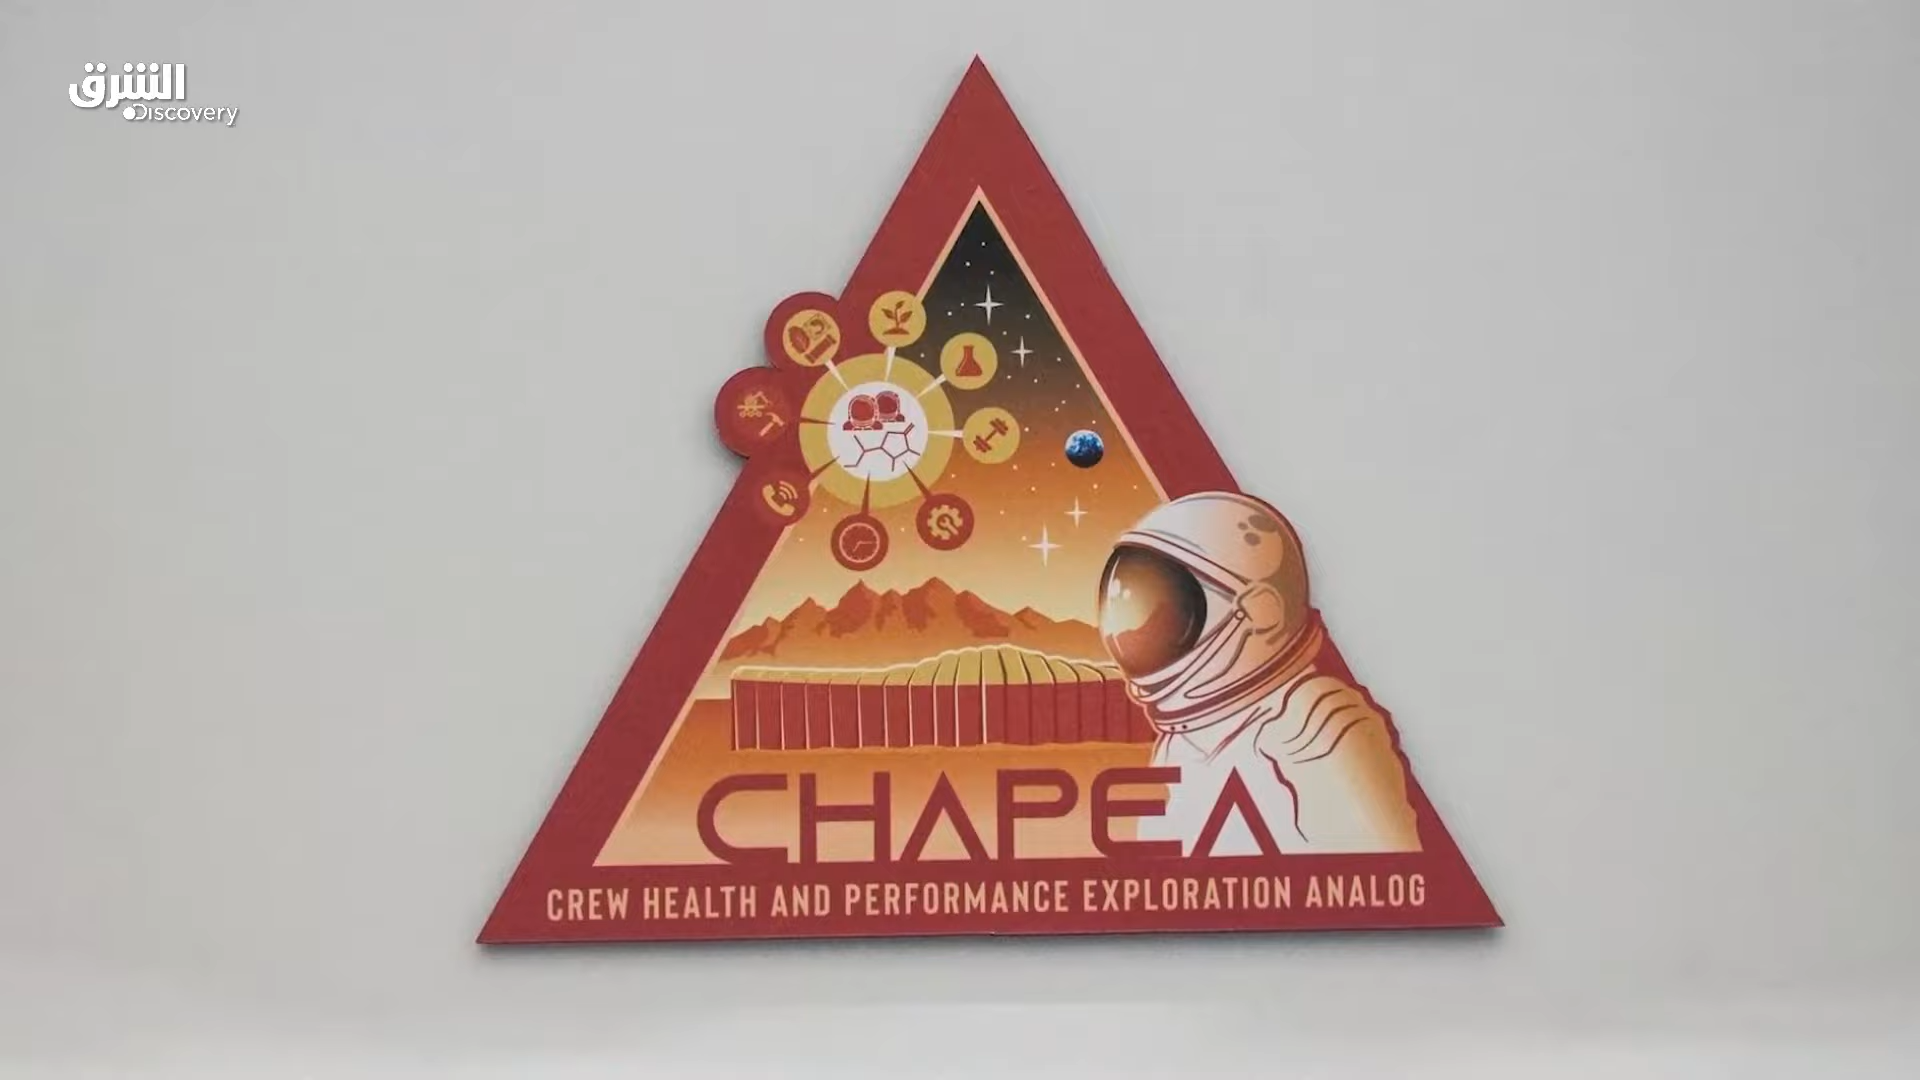 الشرق
Discovery
CHAPEA
CREW HEALTH AND PERFORMANCE EXPLORATION ANALOG